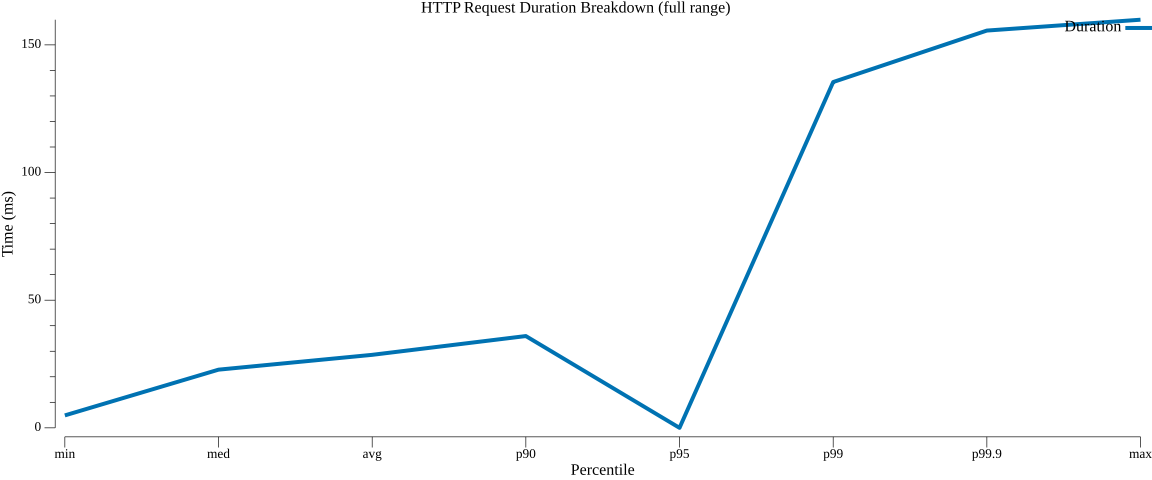 HTTP Request Duration Breakdown (full range)
Duration
150
100
50
0
Time (ms)
min med avg p90 p95 p99 p99.9 max
Percentile